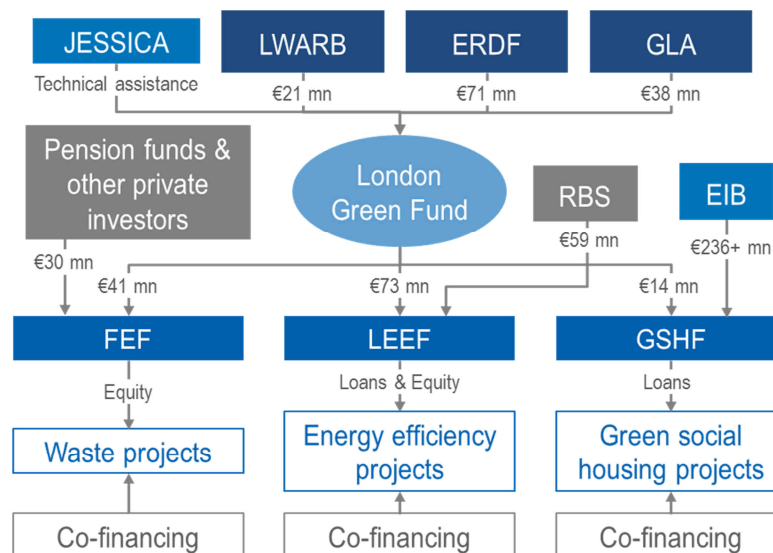 JESSICA
LWARB
ERDF
GLA
Technical assistance
€21 mn
€71 mn
€38 mn
Pension funds &
other private
investors
London
Green Fund
RBS
EIB
€30 mn
€59 mn
€236+ mn
€41 mn
€73 mn
€14 mn
FEF
LEEF
GSHF
Equity
Loans & Equity
Loans
Waste projects
Energy efficiency
projects
Green social
housing projects
Co-financing
Co-financing
Co-financing